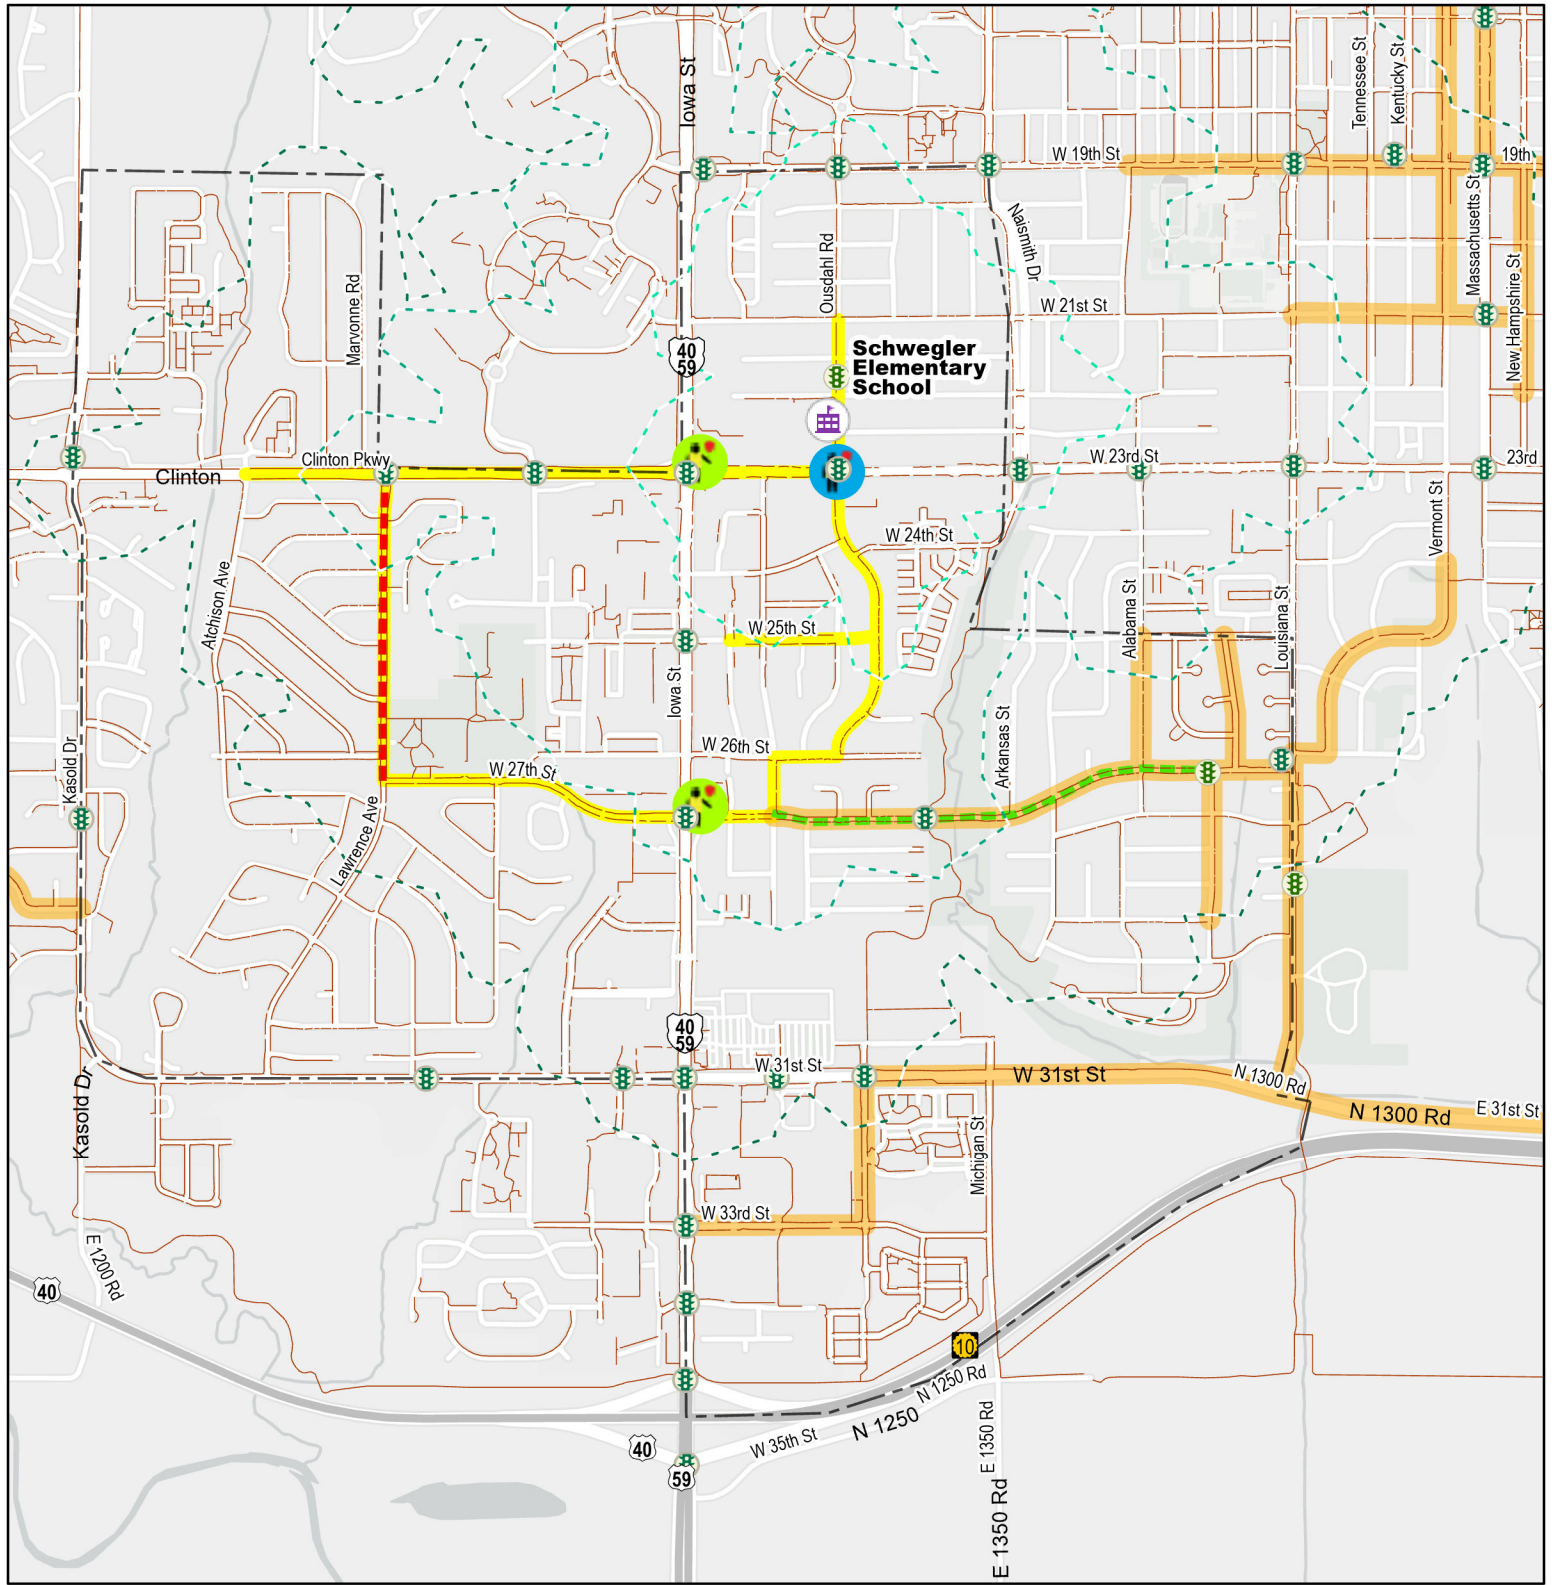 Iowa St
Tennessee St
Kentucky St
W 19th St
19th
Massachusetts St
Naismith Dr
Ousdahl Rd
New Hampshire St
Maryonne Rd
W 21st St
40
59
Schwegler
Elementary
School
Clinton Pkwy
Clinton
W 23rd St
23rd
Vermont St
W 24th St
Atchison Ave
Alabama St
Louisiana St
W 25th St
Iowa St
Kasold Dr
W 26th St
W 27th St
Arkansas St
Lawrence Ave
40
59
W 31st St
W 31st St
N 1300 Rd
Kasold Dr
N 1300 Rd
E 31st St
Michigan St
W 33rd St
E 1200 Rd
40
10
N 1250 Rd
N 1250
W 35th St
40
59
E 1350 Rd
E 1350 Rd